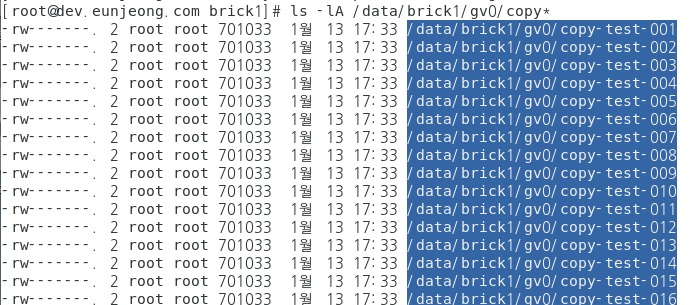 [root@dev.eunjeong.com brick1]# ls -lA /data/brick1/gv0/copy*
-rw-------. 2 root root 701033  1월  13 17:33 /data/brick1/gv0/copy-test-001
-rw-------. 2 root root 701033  1월  13 17:33 /data/brick1/gv0/copy-test-002
-rw-------. 2 root root 701033  1월  13 17:33 /data/brick1/gv0/copy-test-003
-rw-------. 2 root root 701033  1월  13 17:33 /data/brick1/gv0/copy-test-004
-rw-------. 2 root root 701033  1월  13 17:33 /data/brick1/gv0/copy-test-005
-rw-------. 2 root root 701033  1월  13 17:33 /data/brick1/gv0/copy-test-006
-rw-------. 2 root root 701033  1월  13 17:33 /data/brick1/gv0/copy-test-007
-rw-------. 2 root root 701033  1월  13 17:33 /data/brick1/gv0/copy-test-008
-rw-------. 2 root root 701033  1월  13 17:33 /data/brick1/gv0/copy-test-009
-rw-------. 2 root root 701033  1월  13 17:33 /data/brick1/gv0/copy-test-010
-rw-------. 2 root root 701033  1월  13 17:33 /data/brick1/gv0/copy-test-011
-rw-------. 2 root root 701033  1월  13 17:33 /data/brick1/gv0/copy-test-012
-rw-------. 2 root root 701033  1월  13 17:33 /data/brick1/gv0/copy-test-013
-rw-------. 2 root root 701033  1월  13 17:33 /data/brick1/gv0/copy-test-014
-rw-------. 2 root root 701033  1월  13 17:33 /data/brick1/gv0/copy-test-015
-rw-------. 2 root root 701033  1월  13 17:33 /data/brick1/gv0/copy-test-016